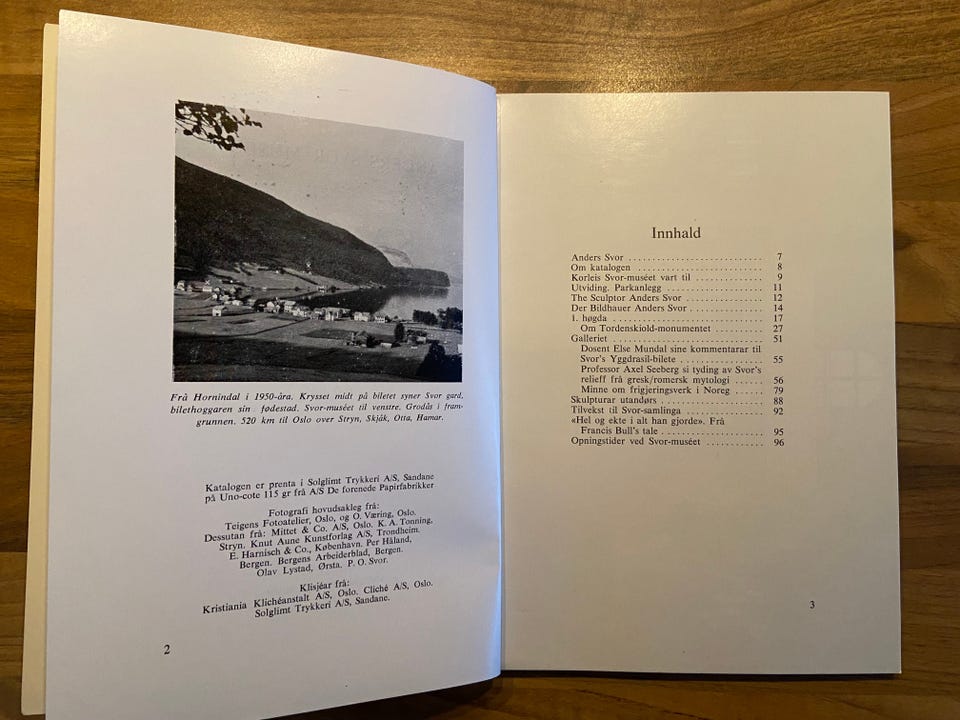 Frå Hornindal i 1950-åra. Krysset midt på biletet syner Svor gard,
bilethoggaren sin fødestad. Svor-muséet til venstre. Grodås i fram-
grunnen. 520 km til Oslo over Stryn, Skjåk, Otta, Hamar.
Katalogen er prenta i Solglimt Trykkeri A/S, Sandane
på Uno-cote 115 gr frå A/S De forenede Papirfabrikker
Fotografi hovudsakleg frå:
Teigens Fotoatelier, Oslo, og O. Væring, Oslo.
Dessutan frå: Mittet & Co. A/S, Oslo. K. A. Tonning,
Stryn. Knut Aune Kunstforlag A/S, Trondheim.
E. Harnisch & Co., København. Per Håland,
Bergen. Bergens Arbeiderblad, Bergen.
Olav Lystad, Ørsta. P. O. Svor.
Klisjéar frå:
Kristiania Klichéanstalt A/S, Oslo. Cliché A/S, Oslo.
Solglimt Trykkeri A/S, Sandane.
2
Innhald
Anders Svor . . . . . . . . . . . . . . . . . . . . . . . . . . 7
Om katalogen . . . . . . . . . . . . . . . . . . . . . . . . 8
Korleis Svor-muséet vart til . . . . . . . . . . . . . . 9
Utviding. Parkanlegg . . . . . . . . . . . . . . . . . . . 11
The Sculptor Anders Svor . . . . . . . . . . . . . . . 12
Der Bildhauer Anders Svor . . . . . . . . . . . . . . 14
1. høgda . . . . . . . . . . . . . . . . . . . . . . . . . . . . 17
Om Tordenskiold-monumentet . . . . . . . . . . 27
Galleriet . . . . . . . . . . . . . . . . . . . . . . . . . . . . 51
Dosent Else Mundal sine kommentarar til
Svor's Yggdrasil-bilete . . . . . . . . . . . . . . . . 55
Professor Axel Seeberg si tyding av Svor's
relieff frå gresk/romersk mytologi . . . . . . 56
Minne om frigjeringsverk i Noreg . . . . . . . 79
Skulpturar utandørs . . . . . . . . . . . . . . . . . . . . 88
Tilvekst til Svor-samlinga . . . . . . . . . . . . . . . 92
«Hel og ekte i alt han gjorde». Frå
Francis Bull's tale . . . . . . . . . . . . . . . . . . . 95
Opningstider ved Svor-muséet . . . . . . . . . . . . 96
3